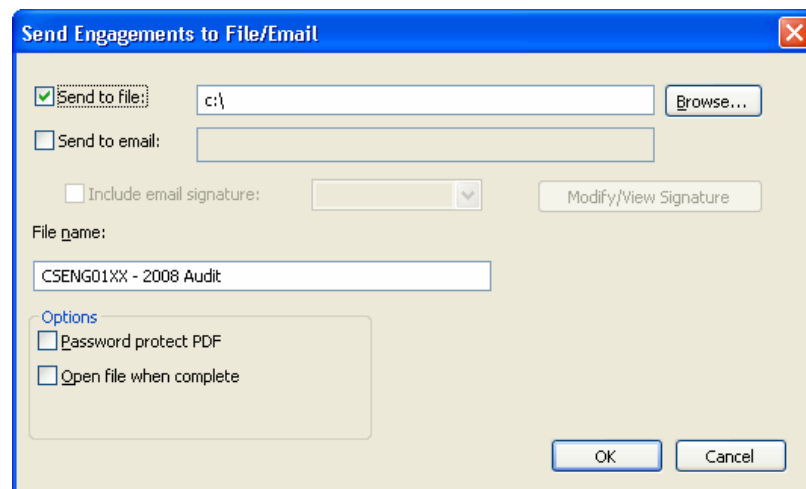 Send Engagements to File/Email
Send to file: c:\ Browse...
Send to email:
Include email signature: Modify/View Signature
File name:
CSENG01XX - 2008 Audit
Options
Password protect PDF
Open file when complete
OK Cancel